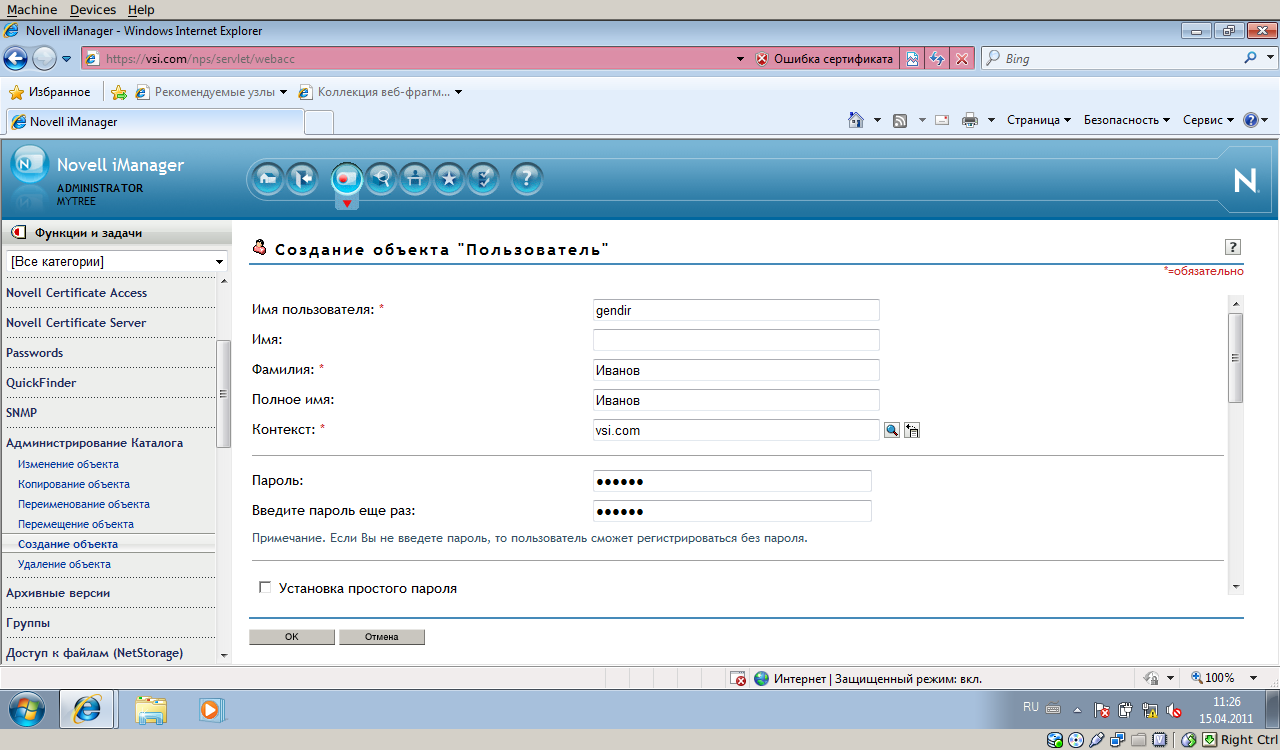 Machine Devices Help
Novell iManager - Windows Internet Explorer
https://vsi.com/nps/servlet/webacc
Ошибка сертификата
Bing
Избранное
Рекомендуемые узлы
Коллекция веб-фрагм...
Novell iManager
Страница
Безопасность
Сервис
Novell iManager
ADMINISTRATOR
MYTREE
N
Функции и задачи
[Все категории]
Novell Certificate Access
Novell Certificate Server
Passwords
QuickFinder
SNMP
Администрирование Каталога
Изменение объекта
Копирование объекта
Переименование объекта
Перемещение объекта
Создание объекта
Удаление объекта
Архивные версии
Группы
Доступ к файлам (NetStorage)
Создание объекта "Пользователь"
?
*=обязательно
Имя пользователя: * gendir
Имя:
Фамилия: * Иванов
Полное имя: Иванов
Контекст: * vsi.com
Пароль: ●●●●●●
Введите пароль еще раз: ●●●●●●
Примечание. Если Вы не введете пароль, то пользователь сможет регистрироваться без пароля.
Установка простого пароля
OK
Отмена
Интернет | Защищенный режим: вкл.
100%
RU
11:26
15.04.2011
Right Ctrl